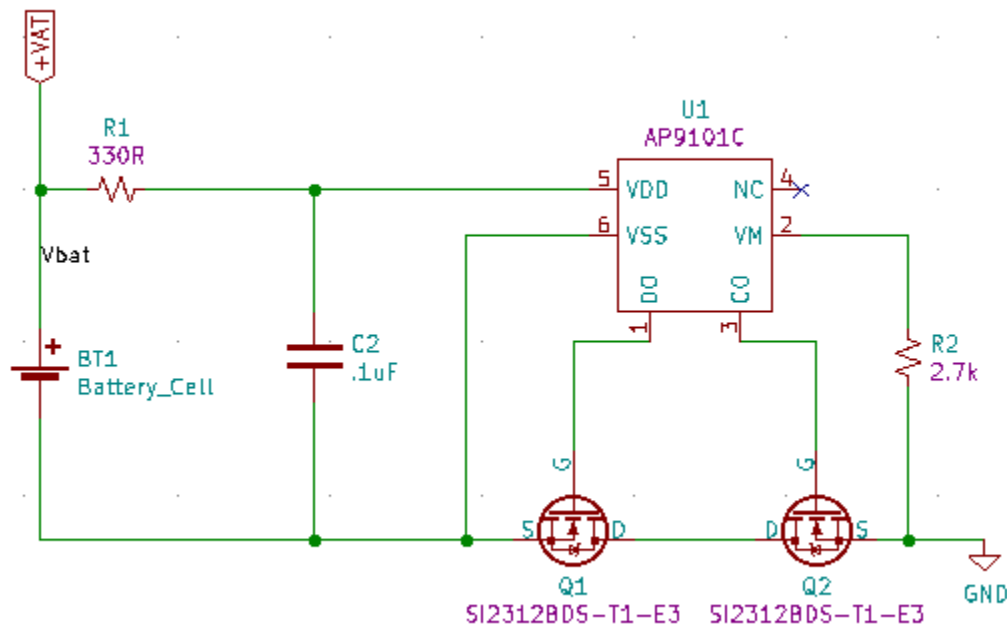 +VAT
R1
330R
U1
AP9101C
5 VDD NC 4
6 VSS VM 2
DO CO
1 3
Vbat
BT1
Battery_Cell
C2
.1uF
R2
2.7k
G G
S D D S
Q1 Q2
SI2312BDS-T1-E3 SI2312BDS-T1-E3
GND